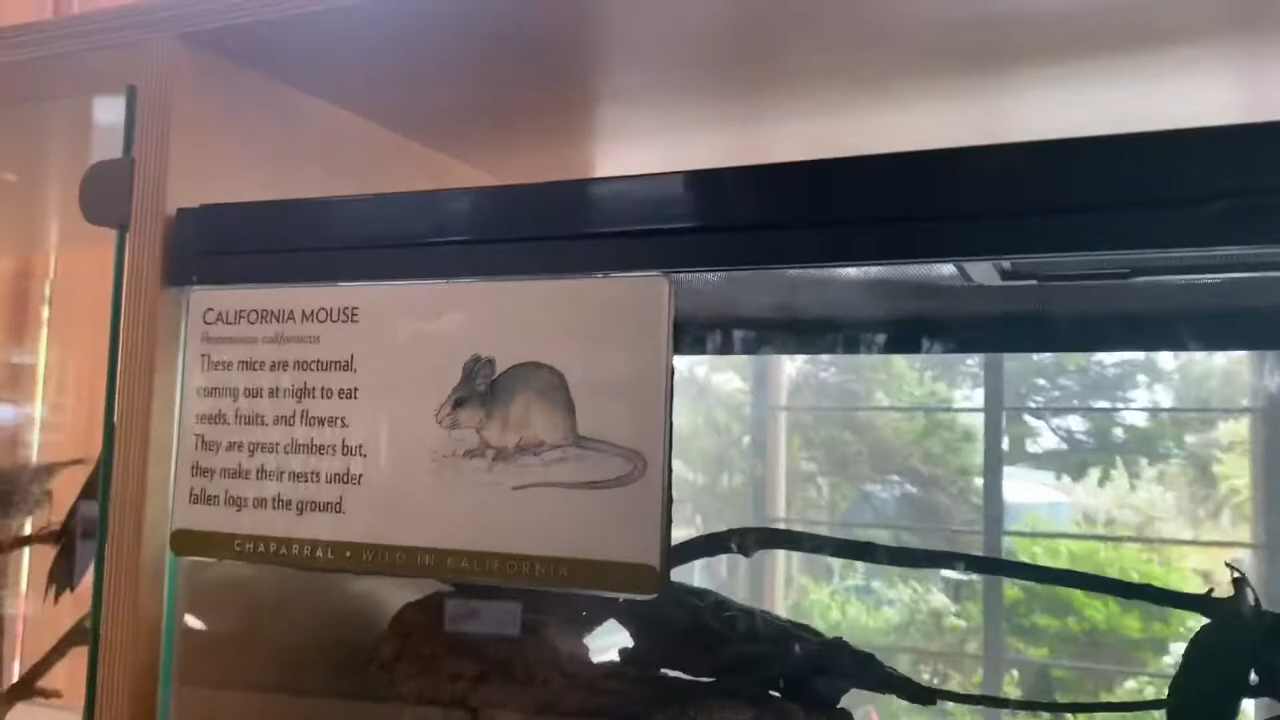 CALIFORNIA MOUSE
Peromyscus californicus
These mice are nocturnal,
coming out at night to eat
seeds, fruits, and flowers.
They are great climbers but,
they make their nests under
fallen logs on the ground.
CHAPARRAL • WILD IN CALIFORNIA